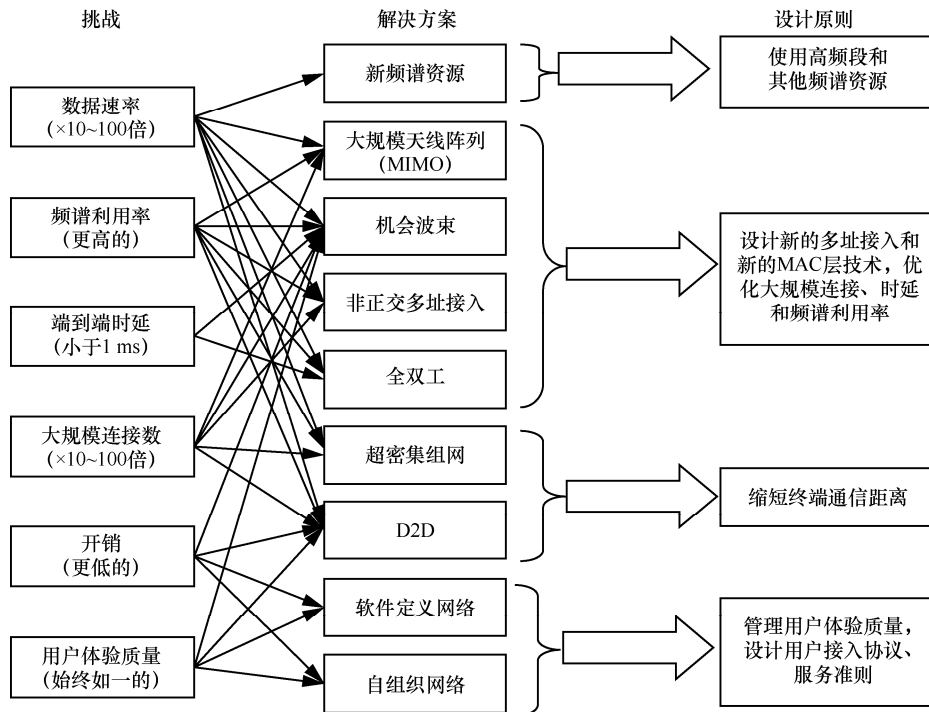 挑战
解决方案
设计原则
数据速率
(×10~100倍)
频谱利用率
(更高的)
端到端时延
(小于1 ms)
大规模连接数
(×10~100倍)
开销
(更低的)
用户体验质量
(始终如一的)
新频谱资源
大规模天线阵列
(MIMO)
机会波束
非正交多址接入
全双工
超密集组网
D2D
软件定义网络
自组织网络
使用高频段和
其他频谱资源
设计新的多址接入和
新的MAC层技术，优
化大规模连接、时延
和频谱利用率
缩短终端通信距离
管理用户体验质量，
设计用户接入协议、
服务准则